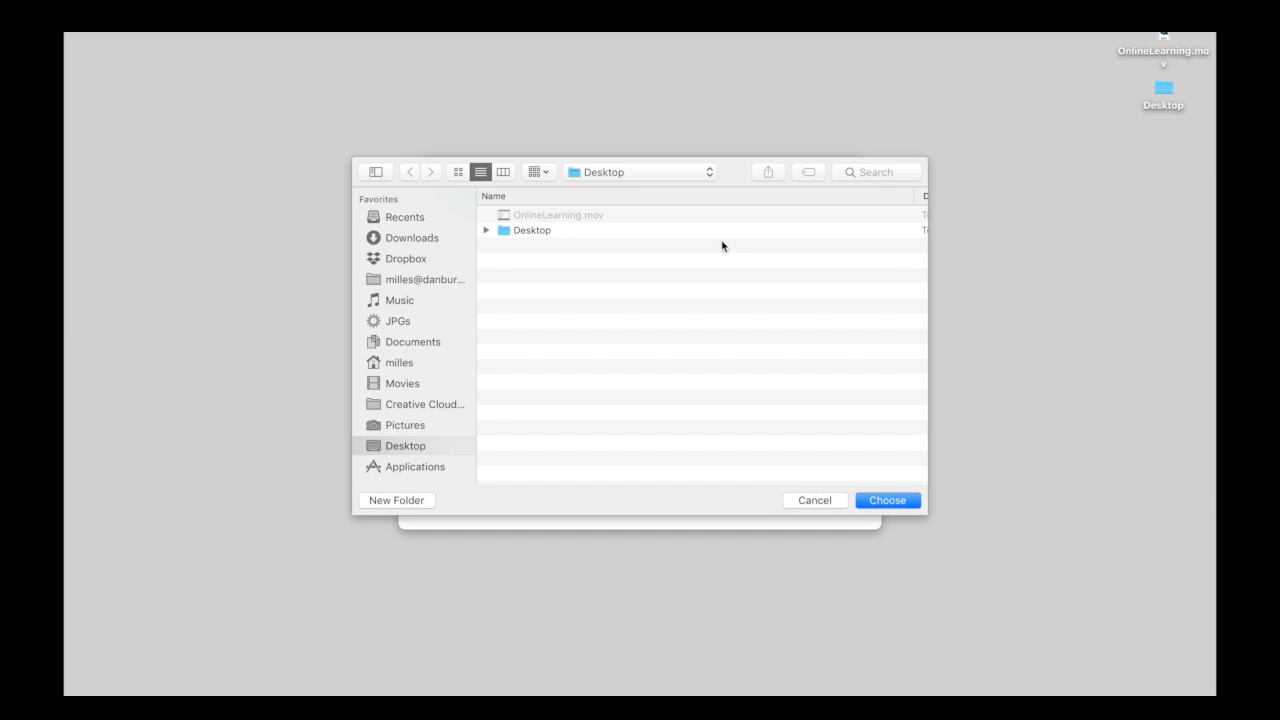 OnlineLearning.mo
v
Desktop
Desktop
Search
Favorites
Recents
Downloads
Dropbox
milles@danbur...
Music
JPGs
Documents
milles
Movies
Creative Cloud...
Pictures
Desktop
Applications
Name
OnlineLearning.mov
Desktop
New Folder
Cancel
Choose